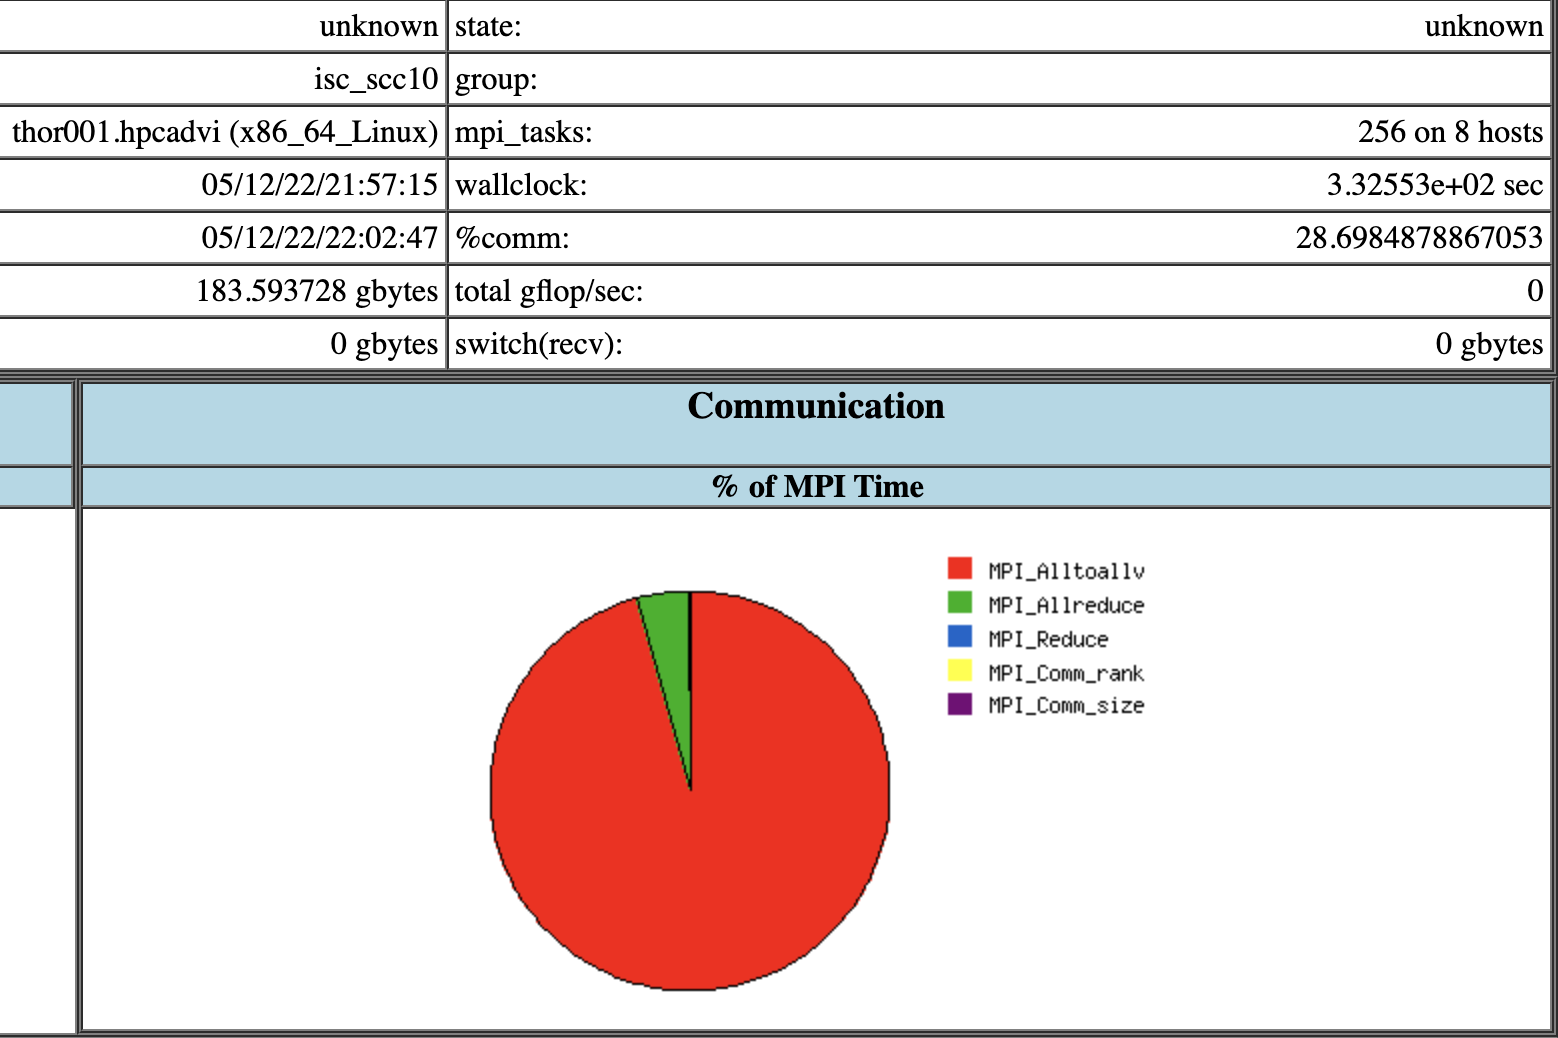 unknown state: unknown
isc_scc10 group:
thor001.hpcadvi (x86_64_Linux) mpi_tasks: 256 on 8 hosts
05/12/22/21:57:15 wallclock: 3.32553e+02 sec
05/12/22/22:02:47 %comm: 28.6984878867053
183.593728 gbytes total gflop/sec: 0
0 gbytes switch(recv): 0 gbytes
Communication
% of MPI Time
MPI_Alltoallv
MPI_Allreduce
MPI_Reduce
MPI_Comm_rank
MPI_Comm_size